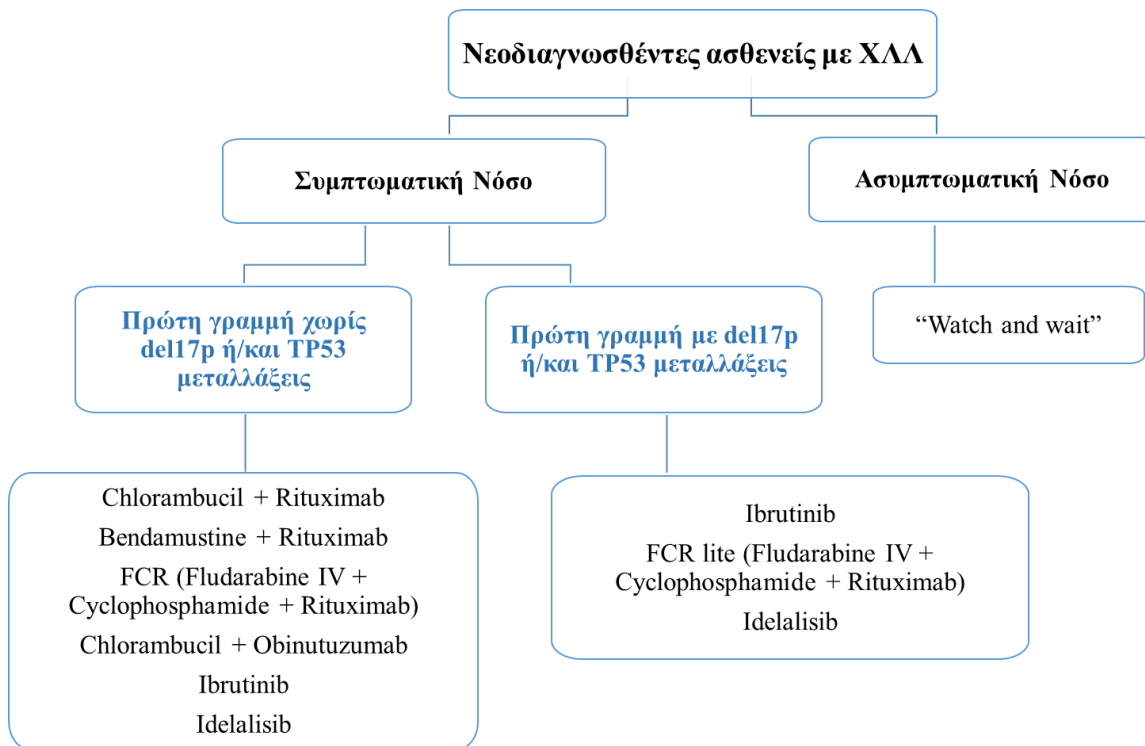 Νεοδιαγνωσθέντες ασθενείς με ΧΛΛ
Συμπτωματική Νόσο
Ασυμπτωματική Νόσο
Πρώτη γραμμή χωρίς
del17p ή/και TP53
μεταλλάξεις
Πρώτη γραμμή με del17p
ή/και TP53 μεταλλάξεις
“Watch and wait”
Chlorambucil + Rituximab
Bendamustine + Rituximab
FCR (Fludarabine IV +
Cyclophosphamide + Rituximab)
Chlorambucil + Obinutuzumab
Ibrutinib
Idelalisib
Ibrutinib
FCR lite (Fludarabine IV +
Cyclophosphamide + Rituximab)
Idelalisib